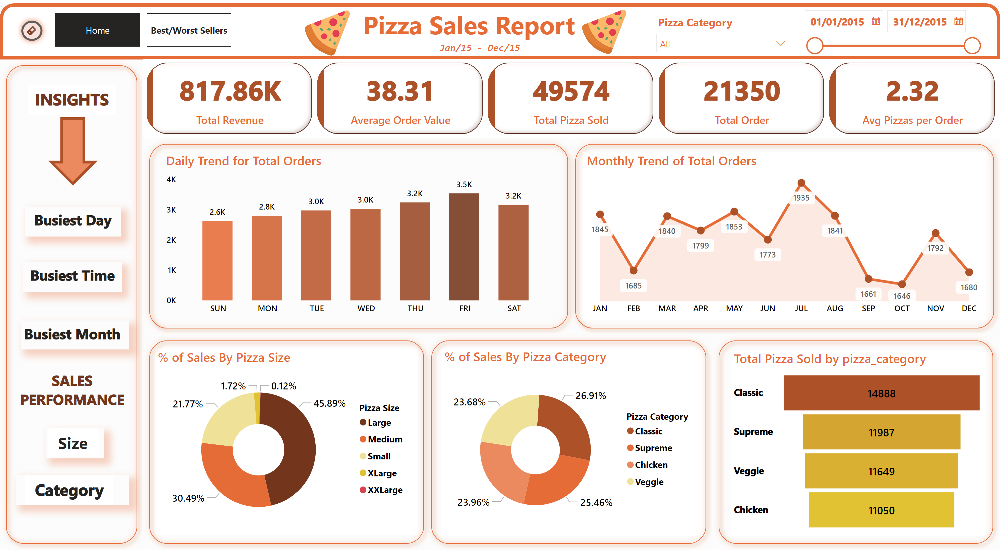 Home
Best/Worst Sellers
Pizza Sales Report
Jan/15 - Dec/15
Pizza Category
All
01/01/2015
31/12/2015
INSIGHTS
Busiest Day
Busiest Time
Busiest Month
SALES
PERFORMANCE
Size
Category
817.86K
Total Revenue
38.31
Average Order Value
49574
Total Pizza Sold
21350
Total Order
2.32
Avg Pizzas per Order
Daily Trend for Total Orders
4K
3K
2K
1K
0K
2.6K
2.8K
3.0K
3.0K
3.2K
3.5K
3.2K
SUN MON TUE WED THU FRI SAT
Monthly Trend of Total Orders
1845
1685
1840
1799
1853
1773
1935
1841
1661
1646
1792
1680
JAN FEB MAR APR MAY JUN JUL AUG SEP OCT NOV DEC
% of Sales By Pizza Size
1.72%
0.12%
21.77%
45.89%
30.49%
Pizza Size
Large
Medium
Small
XLarge
XXLarge
% of Sales By Pizza Category
23.68%
26.91%
23.96%
25.46%
Pizza Category
Classic
Supreme
Chicken
Veggie
Total Pizza Sold by pizza_category
Classic 14888
Supreme 11987
Veggie 11649
Chicken 11050